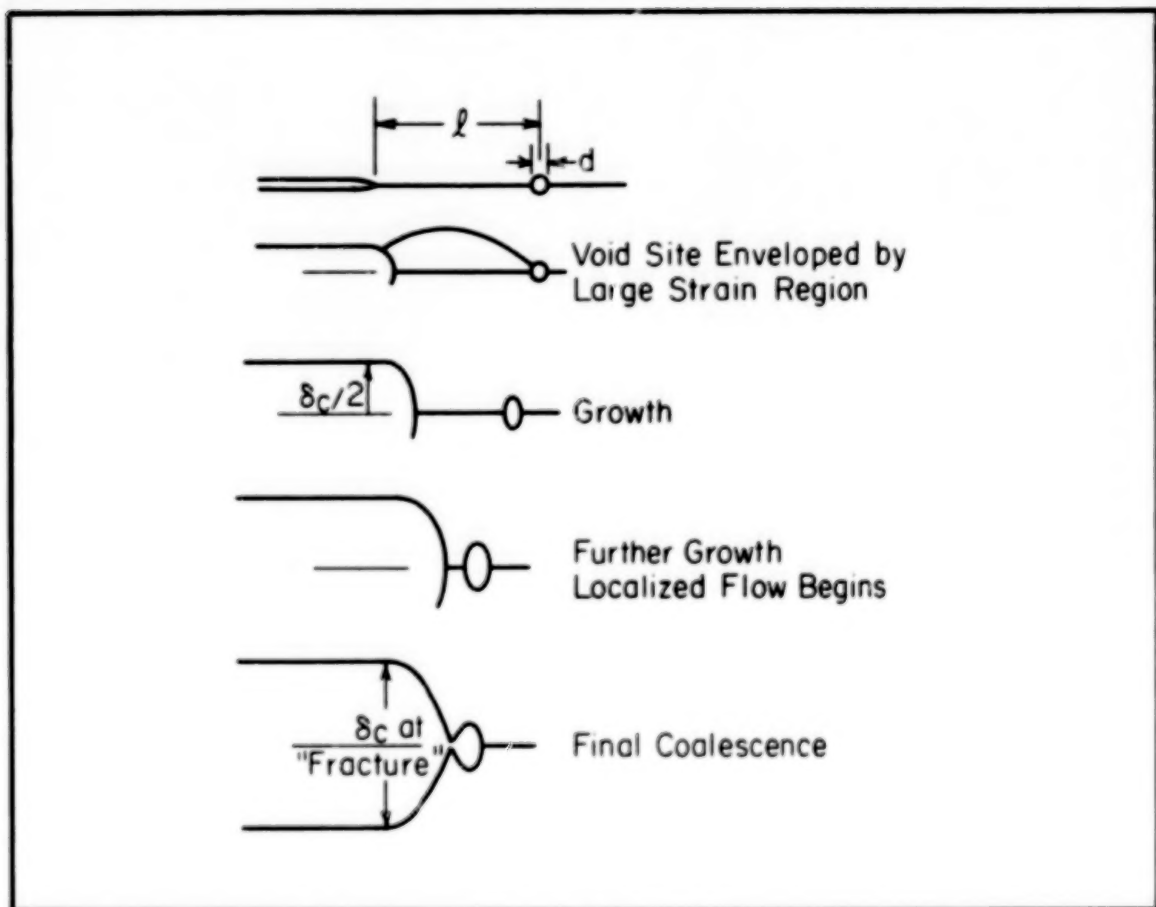 ℓ
d
Void Site Enveloped by
Large Strain Region
δc/2
Growth
Further Growth
Localized Flow Begins
δc at
"Fracture"
Final Coalescence